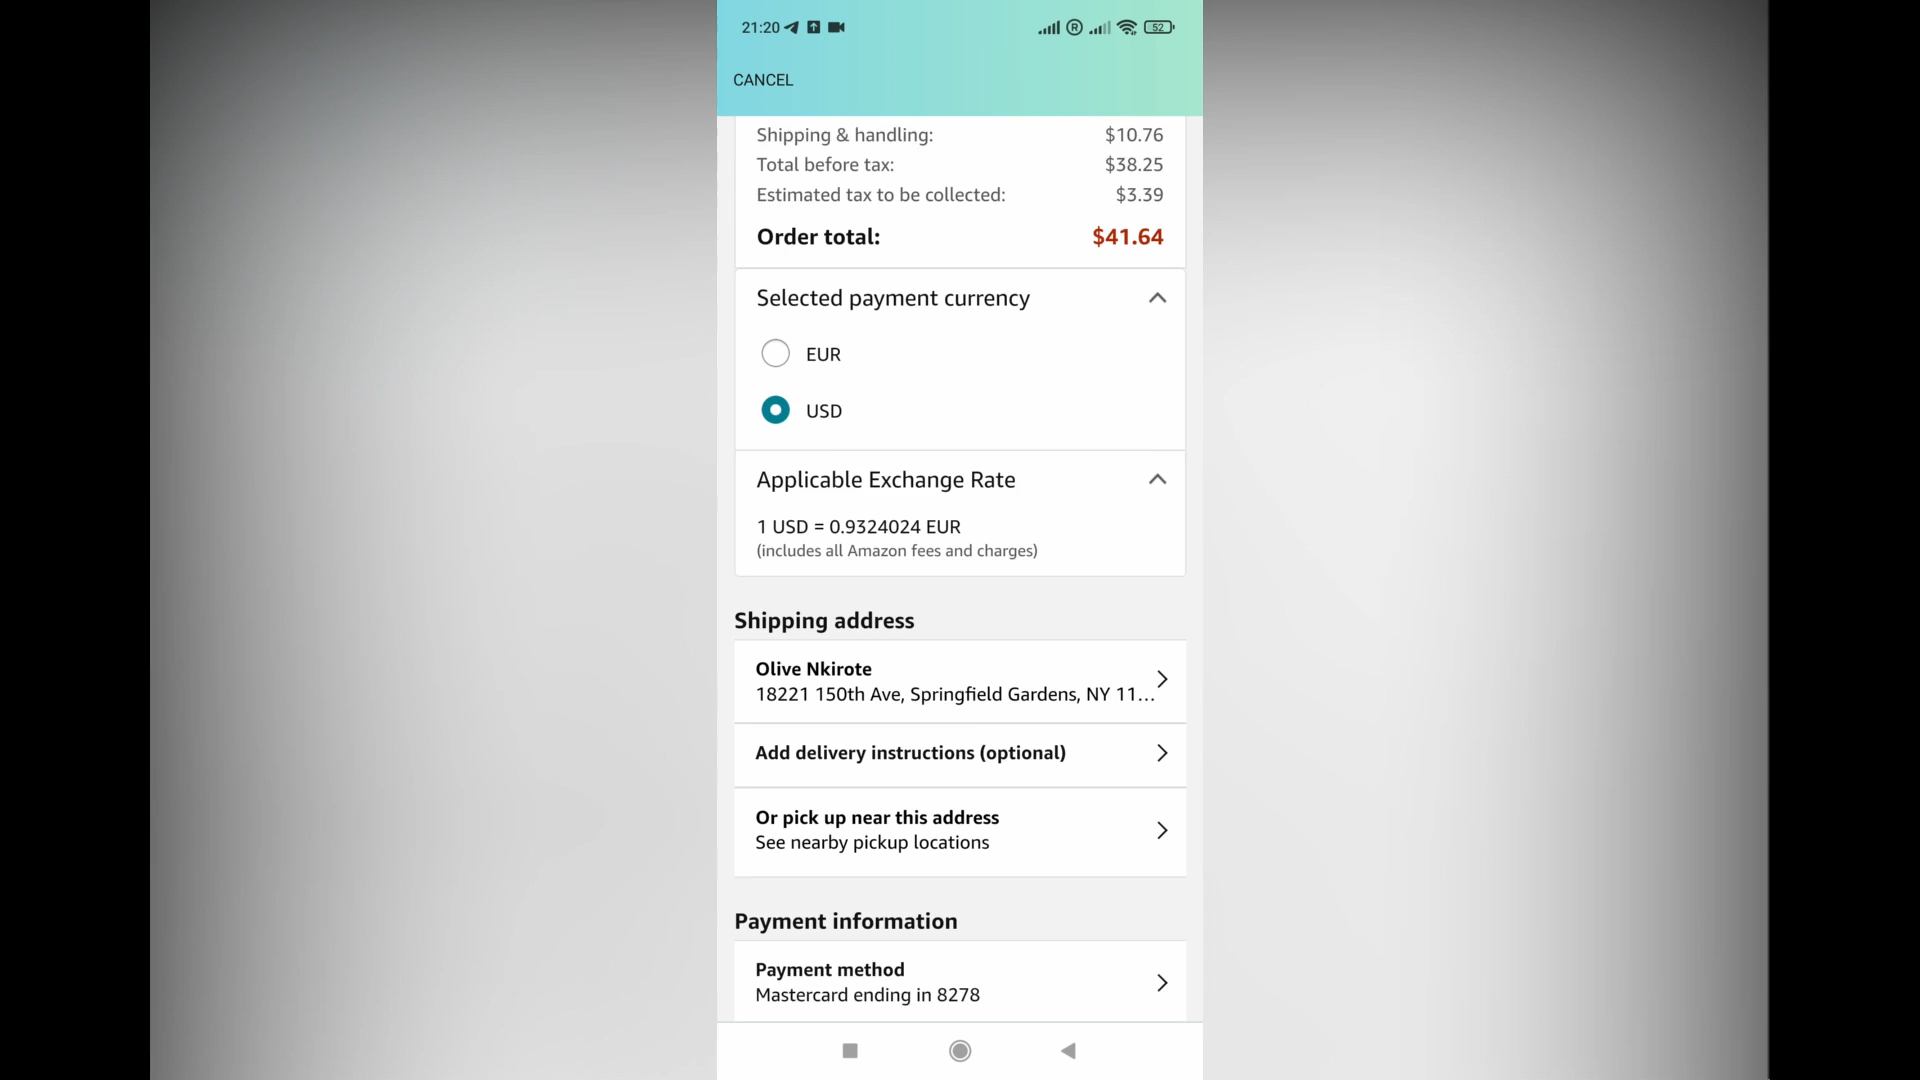 21:20
R
52
CANCEL
Shipping & handling: $10.76
Total before tax: $38.25
Estimated tax to be collected: $3.39
Order total: $41.64
Selected payment currency
EUR
USD
Applicable Exchange Rate
1 USD = 0.9324024 EUR
(includes all Amazon fees and charges)
Shipping address
Olive Nkirote
18221 150th Ave, Springfield Gardens, NY 11...
Add delivery instructions (optional)
Or pick up near this address
See nearby pickup locations
Payment information
Payment method
Mastercard ending in 8278